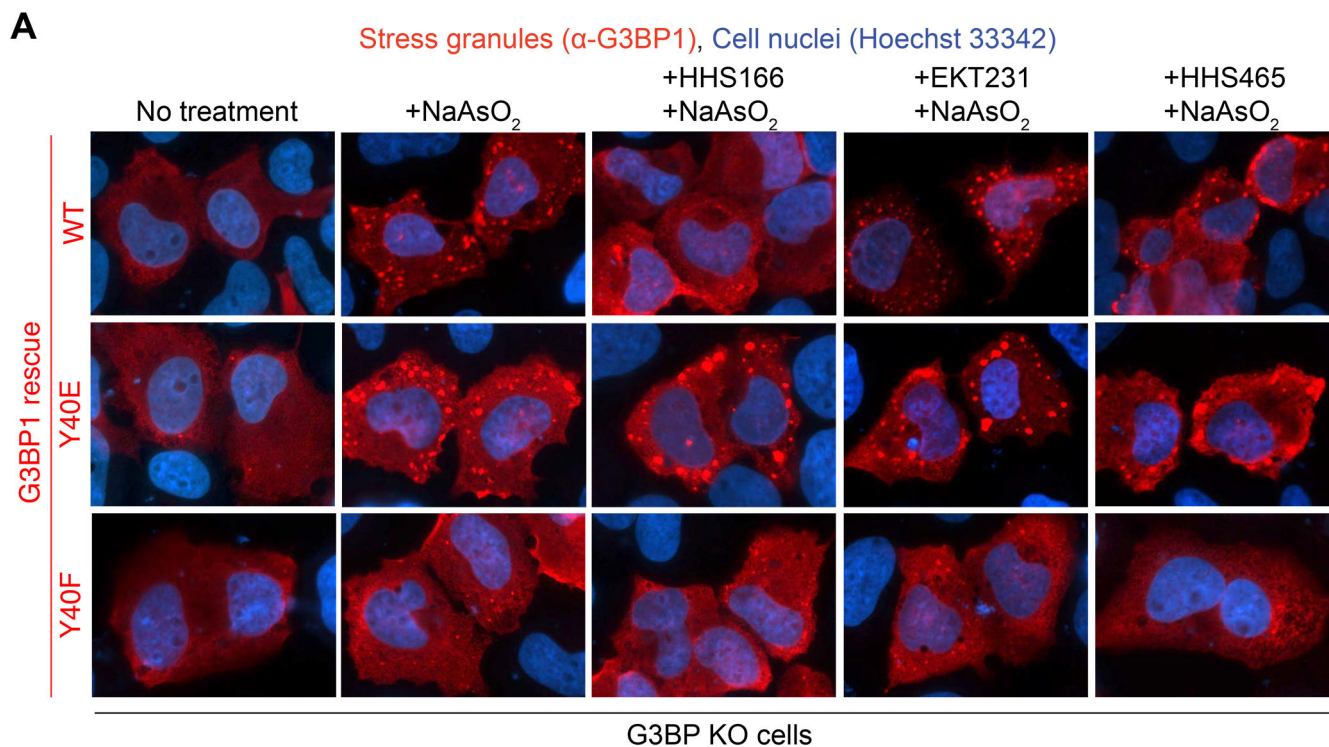 A
Stress granules (α-G3BP1), Cell nuclei (Hoechst 33342)
No treatment
+NaAsO₂
+HHS166
+NaAsO₂
+EKT231
+NaAsO₂
+HHS465
+NaAsO₂
G3BP1 rescue
WT
Y40E
Y40F
G3BP KO cells